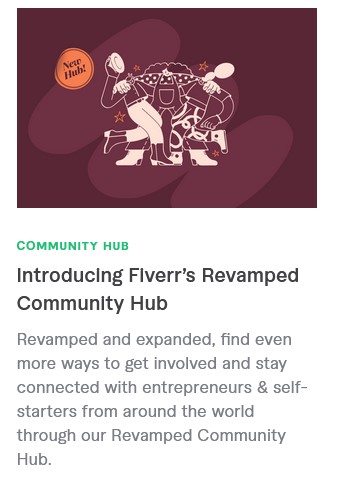 New
Hub!
COMMUNITY HUB
Introducing Fiverr’s Revamped
Community Hub
Revamped and expanded, find even
more ways to get involved and stay
connected with entrepreneurs & self-
starters from around the world
through our Revamped Community
Hub.